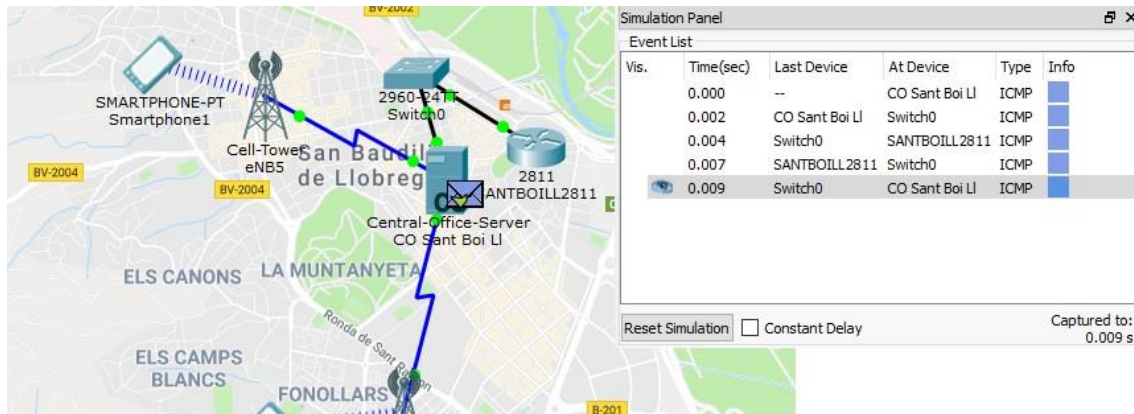 BV-2002
SMARTPHONE-PT
Smartphone1
2960-24TT
Switch0
Cell-Tower
eNB5
San Baudil
de Llobreg
BV-2004
BV-2004
2811
ANTBOILL2811
Central-Office-Server
CO Sant Boi Ll
ELS CANONS
LA MUNTANYETA
Ronda de Sant Ramon
ELS CAMPS
BLANCS
FONOLLARS
B-201
Simulation Panel
Event List
Vis. Time(sec) Last Device At Device Type Info
0.000 -- CO Sant Boi Ll ICMP
0.002 CO Sant Boi Ll Switch0 ICMP
0.004 Switch0 SANTBOILL2811 ICMP
0.007 SANTBOILL2811 Switch0 ICMP
0.009 Switch0 CO Sant Boi Ll ICMP
Reset Simulation Constant Delay Captured to:
0.009 s